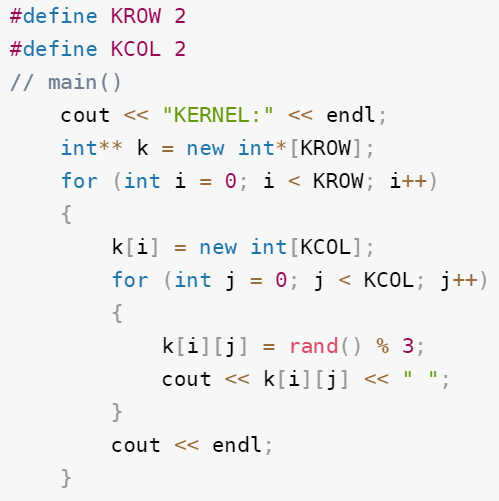 #define KROW 2
#define KCOL 2
// main()
    cout << "KERNEL:" << endl;
    int** k = new int*[KROW];
    for (int i = 0; i < KROW; i++)
    {
        k[i] = new int[KCOL];
        for (int j = 0; j < KCOL; j++)
        {
            k[i][j] = rand() % 3;
            cout << k[i][j] << " ";
        }
        cout << endl;
    }